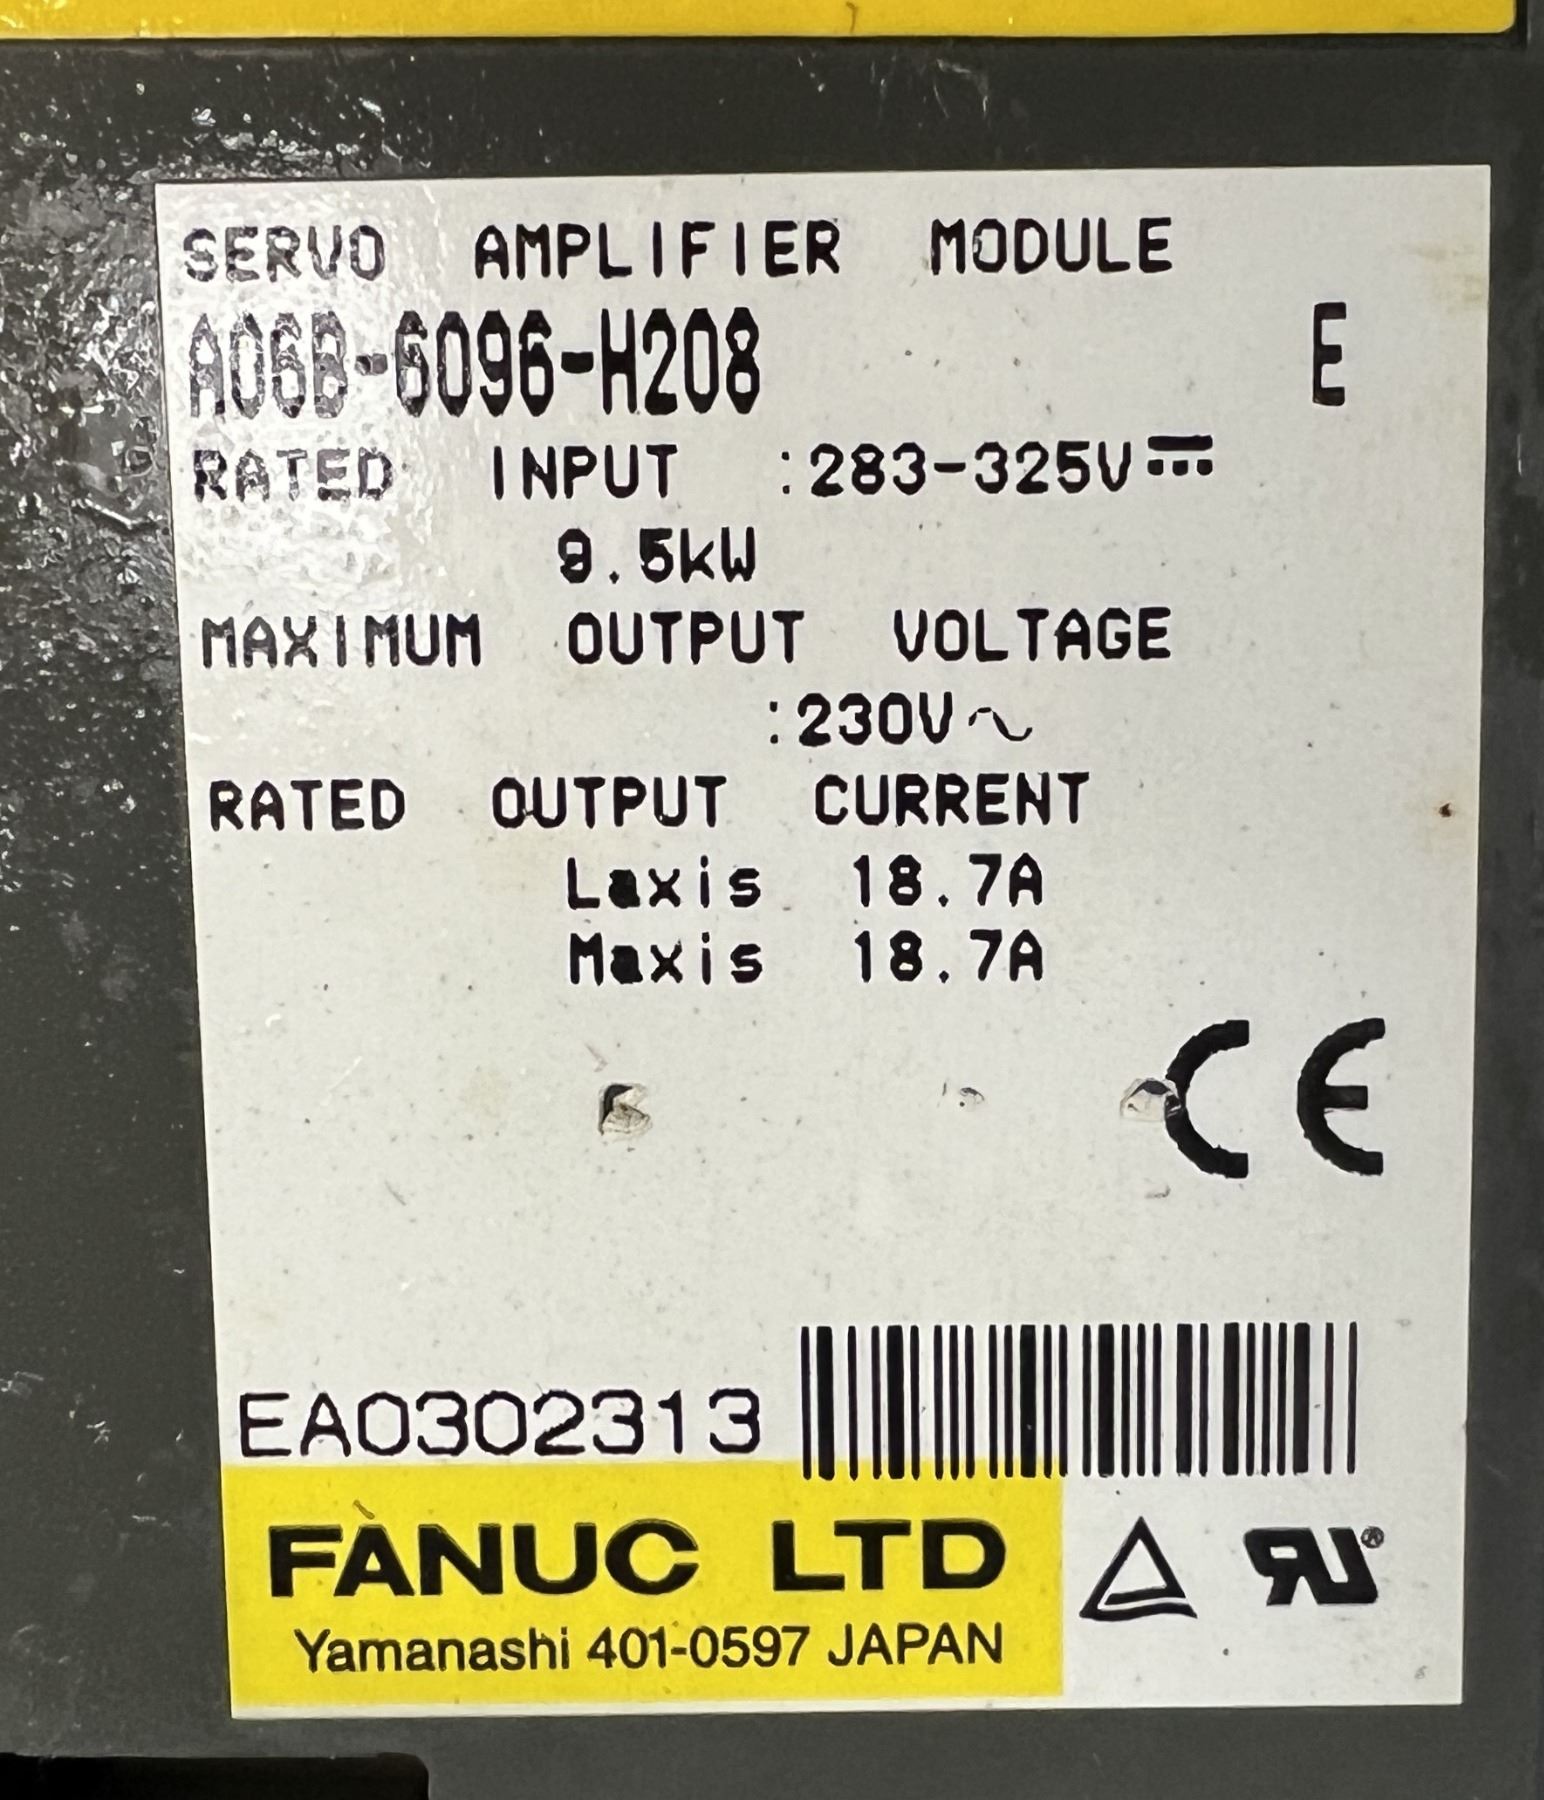 SERVO AMPLIFIER MODULE
A06B-6096-H208 E
RATED INPUT :283-325V⎓
9.5kW
MAXIMUM OUTPUT VOLTAGE
:230V~
RATED OUTPUT CURRENT
Laxis 18.7A
Maxis 18.7A
CE
EA0302313
FANUC LTD
Yamanashi 401-0597 JAPAN
RU®